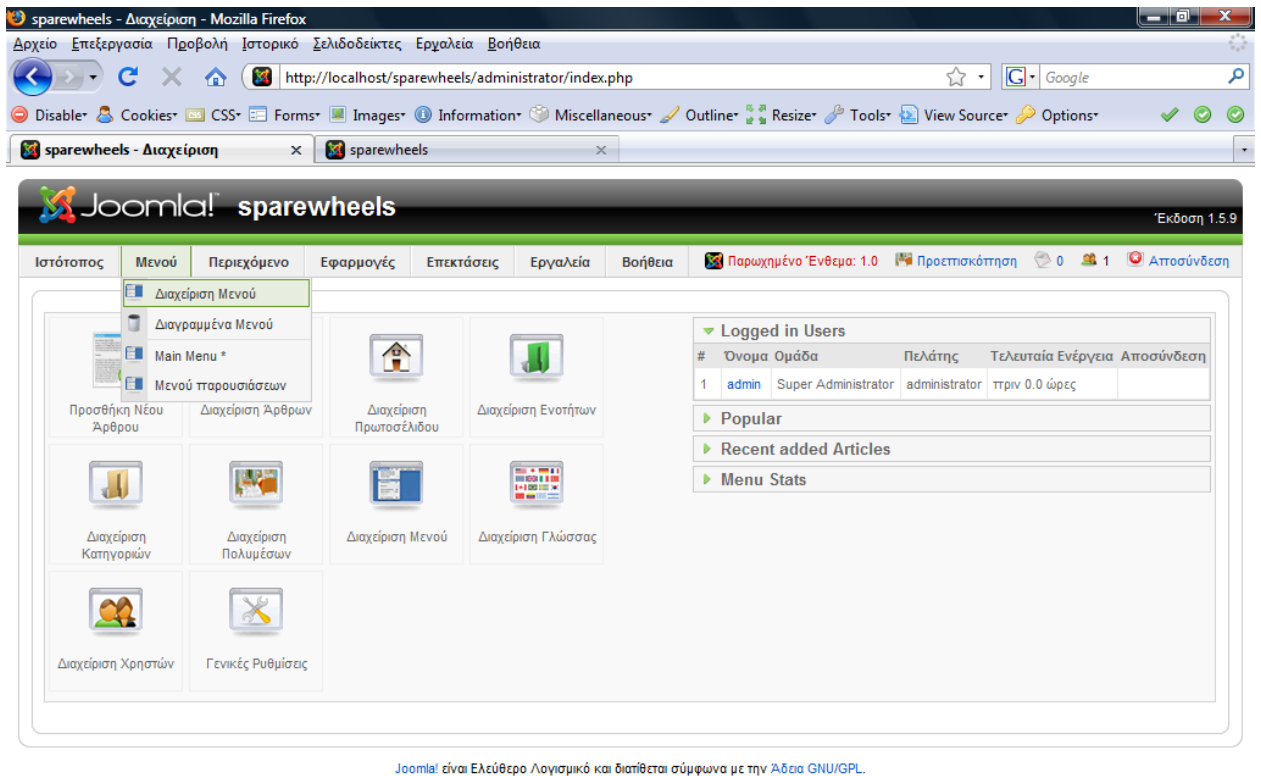 sparewheels - Διαχείριση - Mozilla Firefox
Αρχείο Επεξεργασία Προβολή Ιστορικό Σελιδοδείκτες Εργαλεία Βοήθεια
http://localhost/sparewheels/administrator/index.php
Google
Disable Cookies CSS Forms Images Information Miscellaneous Outline Resize Tools View Source Options
sparewheels - Διαχείριση
sparewheels
Joomla!™ sparewheels
Έκδοση 1.5.9
Ιστότοπος Μενού Περιεχόμενο Εφαρμογές Επεκτάσεις Εργαλεία Βοήθεια Παρωχημένο Ένθεμα: 1.0 Προεπισκόπηση 0 1 Αποσύνδεση
Διαχείριση Μενού
Διαγραμμένα Μενού
Main Menu *
Μενού παρουσιάσεων
Προσθήκη Νέου
Άρθρου
Διαχείριση Άρθρων
Διαχείριση
Πρωτοσέλιδου
Διαχείριση Ενοτήτων
Διαχείριση
Κατηγοριών
Διαχείριση
Πολυμέσων
Διαχείριση Μενού
Διαχείριση Γλώσσας
Διαχείριση Χρηστών
Γενικές Ρυθμίσεις
Logged in Users
# Όνομα Ομάδα Πελάτης Τελευταία Ενέργεια Αποσύνδεση
1 admin Super Administrator administrator πριν 0.0 ώρες
Popular
Recent added Articles
Menu Stats
Joomla! είναι Ελεύθερο Λογισμικό και διατίθεται σύμφωνα με την Άδεια GNU/GPL.